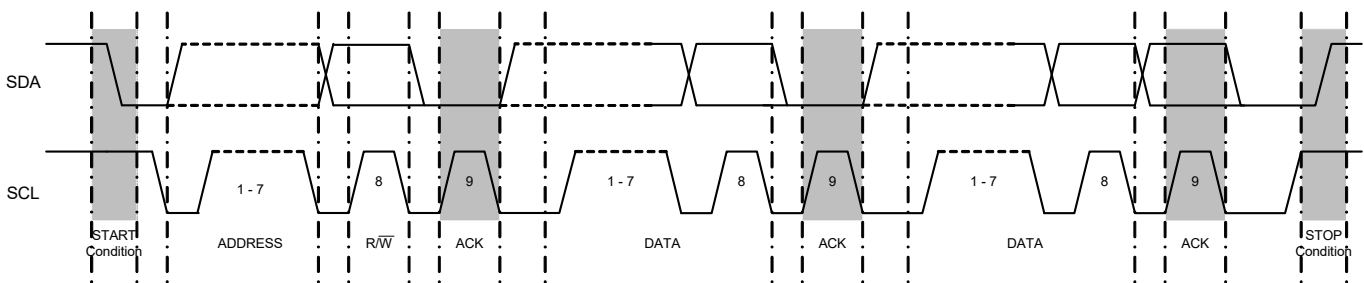 SDA
SCL
1 - 7
8
9
1 - 7
8
9
1 - 7
8
9
START
Condition
ADDRESS
R/W̅
ACK
DATA
ACK
DATA
ACK
STOP
Condition